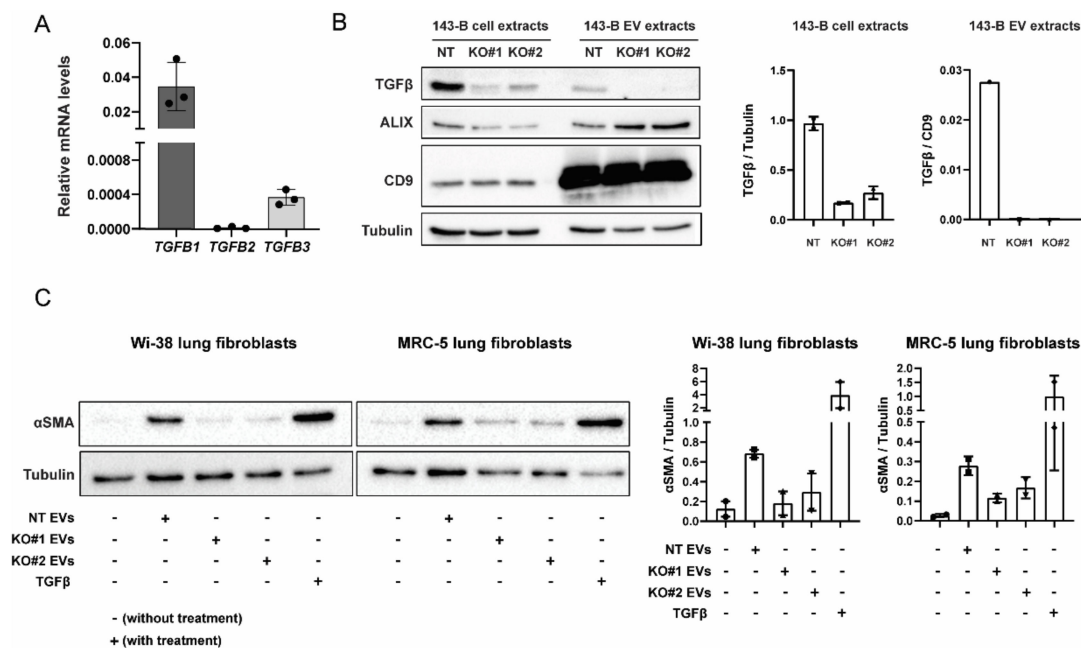 A
Relative mRNA levels
0.06
0.04
0.02
0.00
0.0008
0.0004
0.0000
TGFB1 TGFB2 TGFB3
B
143-B cell extracts 143-B EV extracts
NT KO#1 KO#2 NT KO#1 KO#2
TGFβ
ALIX
CD9
Tubulin
143-B cell extracts
TGFβ / Tubulin
1.5
1.0
0.5
0.0
NT KO#1 KO#2
143-B EV extracts
TGFβ / CD9
0.03
0.02
0.01
0.00
NT KO#1 KO#2
C
Wi-38 lung fibroblasts MRC-5 lung fibroblasts
αSMA
Tubulin
NT EVs - + - - - - + - - -
KO#1 EVs - - + - - - - + - -
KO#2 EVs - - - + - - - - + -
TGFβ - - - - + - - - - +
- (without treatment)
+ (with treatment)
Wi-38 lung fibroblasts
αSMA / Tubulin
8
6
4
2
1.0
0.8
0.6
0.4
0.2
0.0
MRC-5 lung fibroblasts
αSMA / Tubulin
2.0
1.5
1.0
0.5
0.4
0.3
0.2
0.1
0.0
NT EVs - + - - - - + - - -
KO#1 EVs - - + - - - - + - -
KO#2 EVs - - - + - - - - + -
TGFβ - - - - + - - - - +